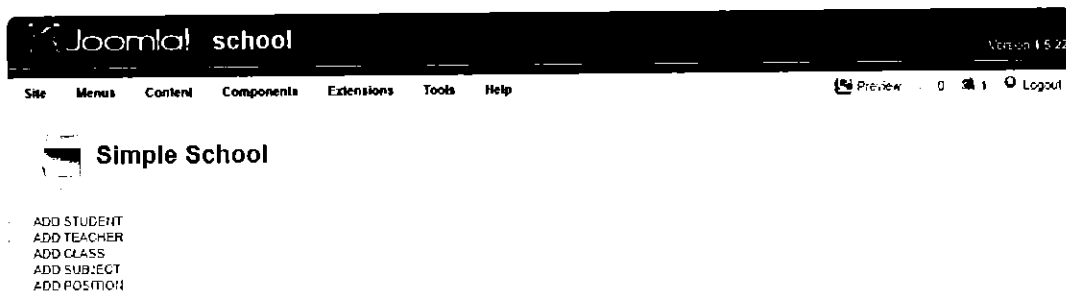 Joomla! school
Version 1.5.22
Site Menus Content Components Extensions Tools Help Preview 0 1 Logout
Simple School
ADD STUDENT
ADD TEACHER
ADD CLASS
ADD SUBJECT
ADD POSITION